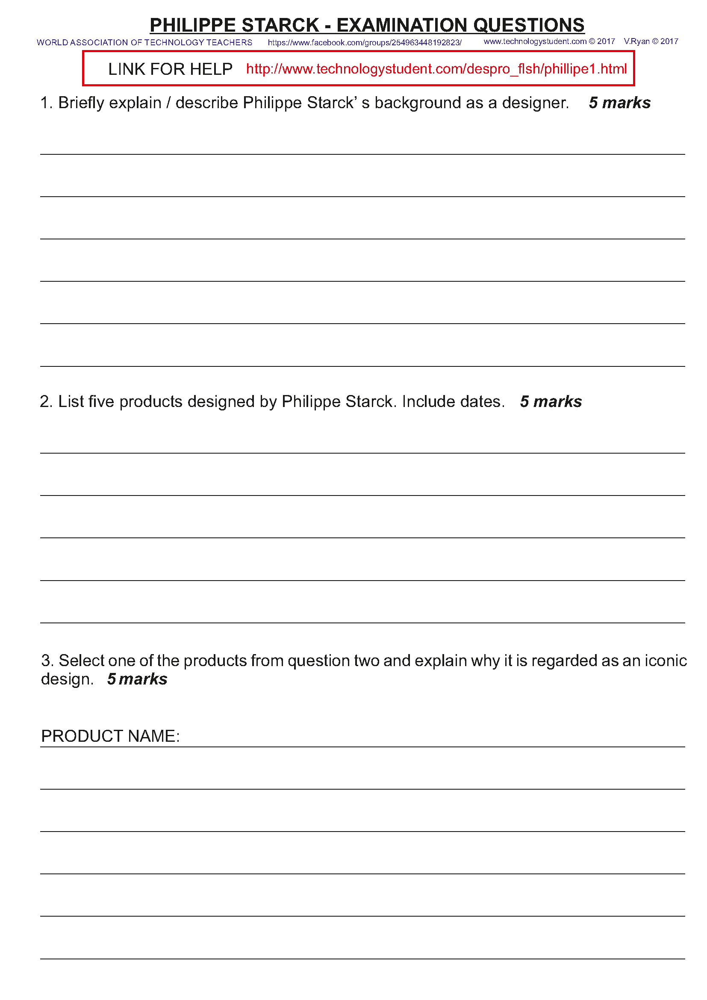 PHILIPPE STARCK - EXAMINATION QUESTIONS
WORLD ASSOCIATION OF TECHNOLOGY TEACHERS https://www.facebook.com/groups/254963448192823/ www.technologystudent.com © 2017 V.Ryan © 2017
LINK FOR HELP http://www.technologystudent.com/despro_flsh/phillipe1.html
1. Briefly explain / describe Philippe Starck’ s background as a designer. 5 marks
2. List five products designed by Philippe Starck. Include dates. 5 marks
3. Select one of the products from question two and explain why it is regarded as an iconic
design. 5 marks
PRODUCT NAME: